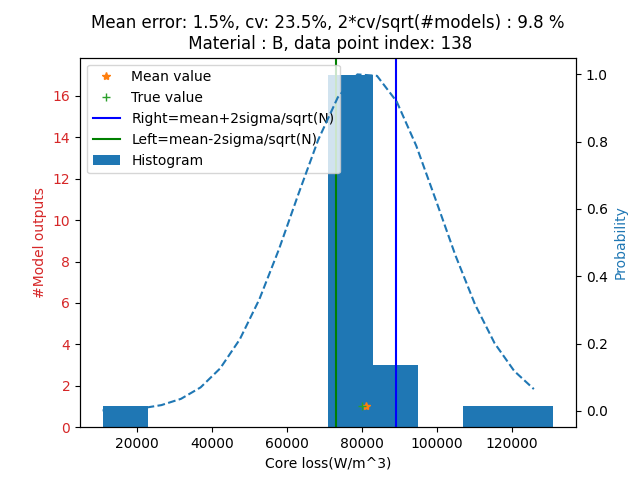 Mean error: 1.5%, cv: 23.5%, 2*cv/sqrt(#models) : 9.8 %
Material : B, data point index: 138
Mean value
True value
Right=mean+2sigma/sqrt(N)
Left=mean-2sigma/sqrt(N)
Histogram
#Model outputs
16
14
12
10
8
6
4
2
0
1.0
0.8
0.6
0.4
0.2
0.0
Probability
20000 40000 60000 80000 100000 120000
Core loss(W/m^3)